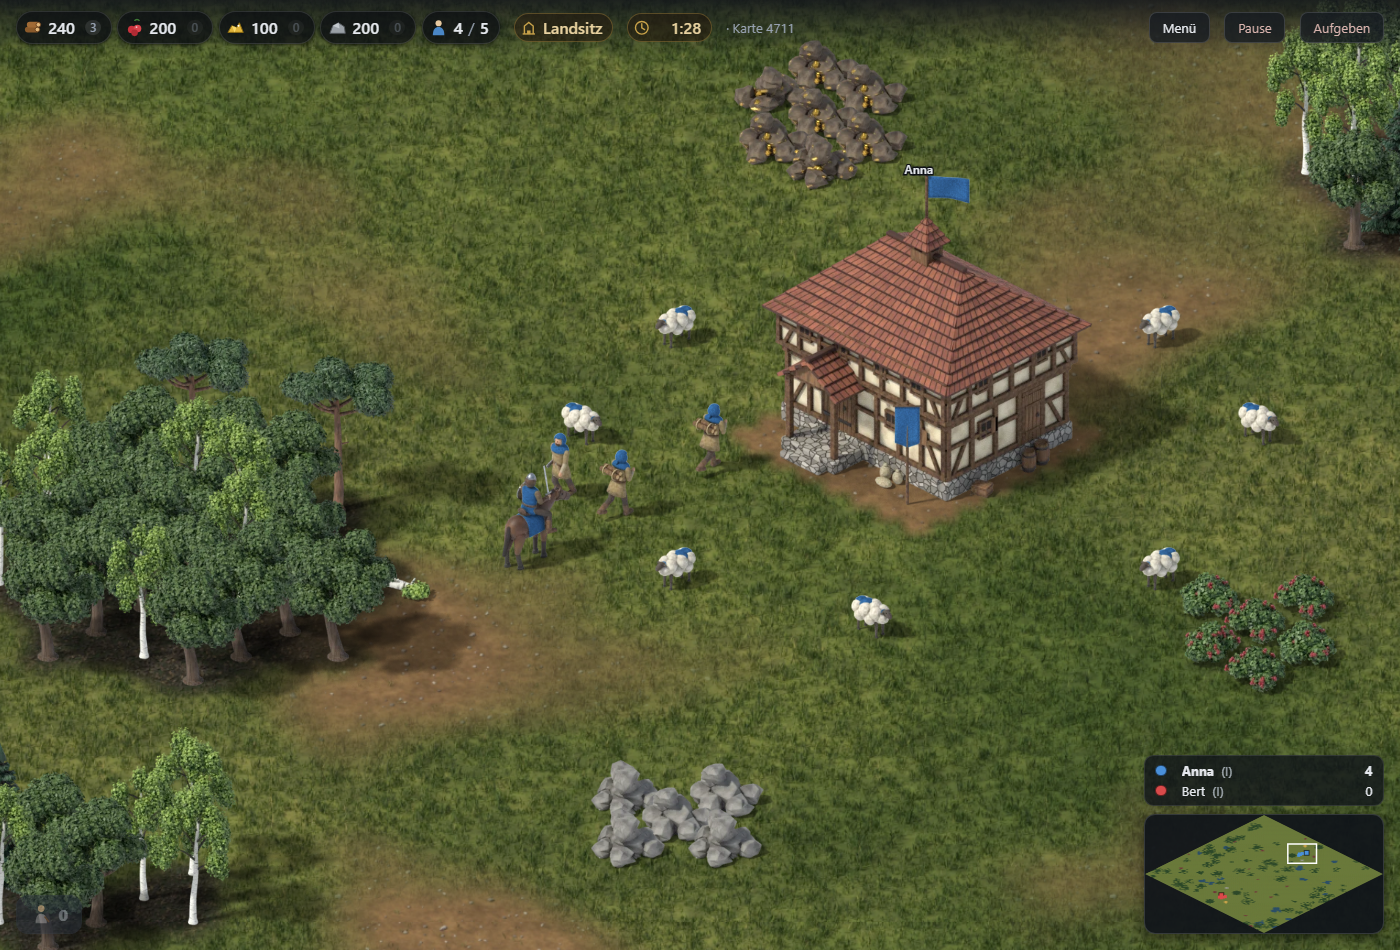 240 3 200 0 100 0 200 0 4 / 5 Landsitz 1:28 · Karte 4711 Menü Pause Aufgeben
Anna
Anna (I) 4
Bert (I) 0
0